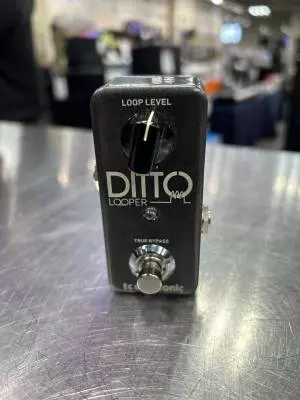 LOOP LEVEL
DITTO
LOOPER
TRUE BYPASS
tc electronic